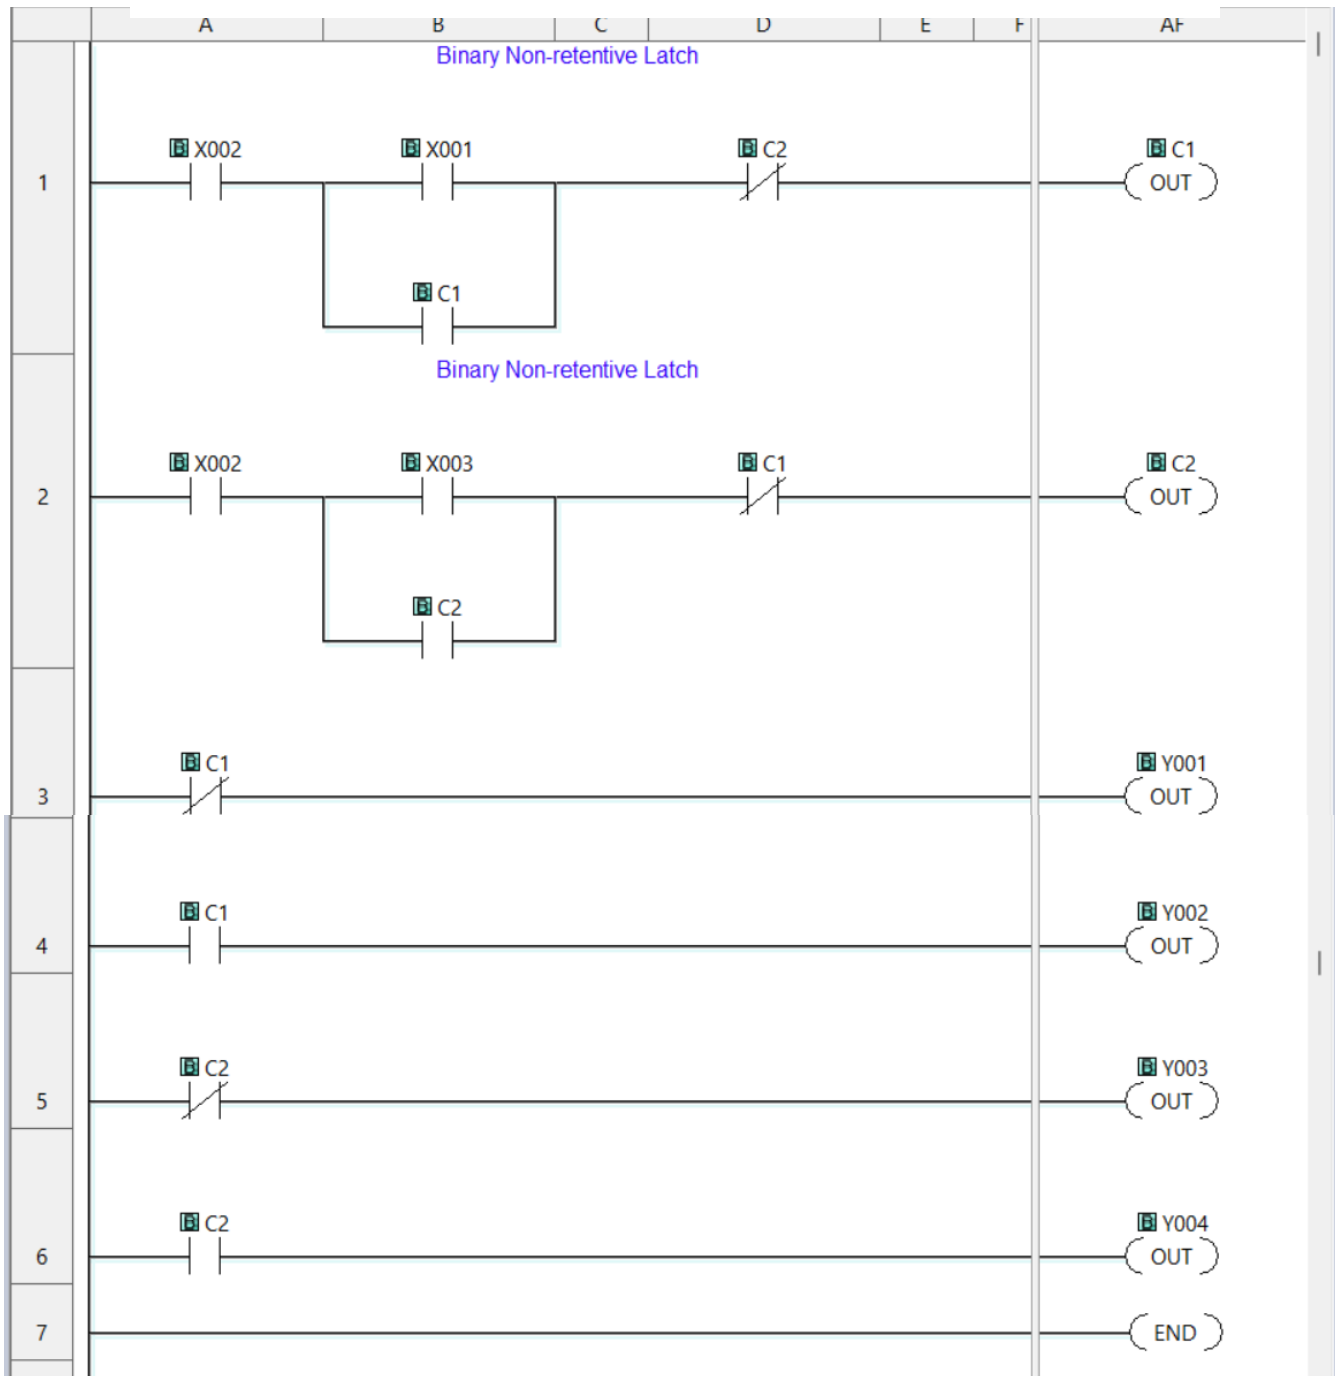 A B C D E F AF
Binary Non-retentive Latch
B X002 B X001 B C2 B C1
1 OUT
B C1
Binary Non-retentive Latch
B X002 B X003 B C1 B C2
2 OUT
B C2
B C1 B Y001
3 OUT
B C1 B Y002
4 OUT
B C2 B Y003
5 OUT
B C2 B Y004
6 OUT
7 END